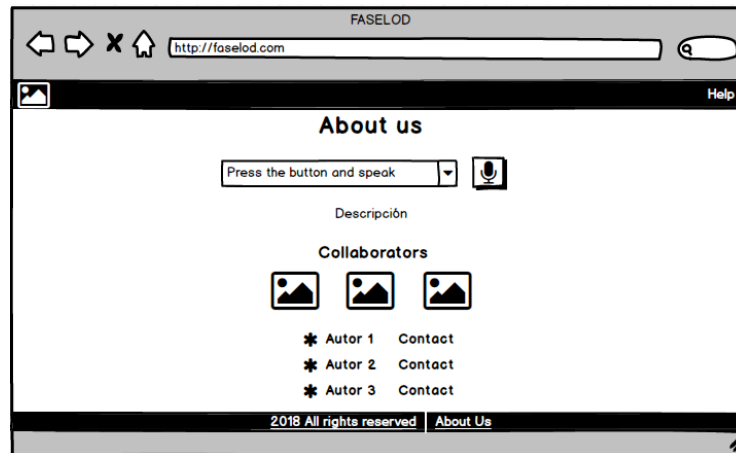 FASELOD
http://faselod.com
Help
About us
Press the button and speak
Descripción
Collaborators
Autor 1 Contact
Autor 2 Contact
Autor 3 Contact
2018 All rights reserved About Us